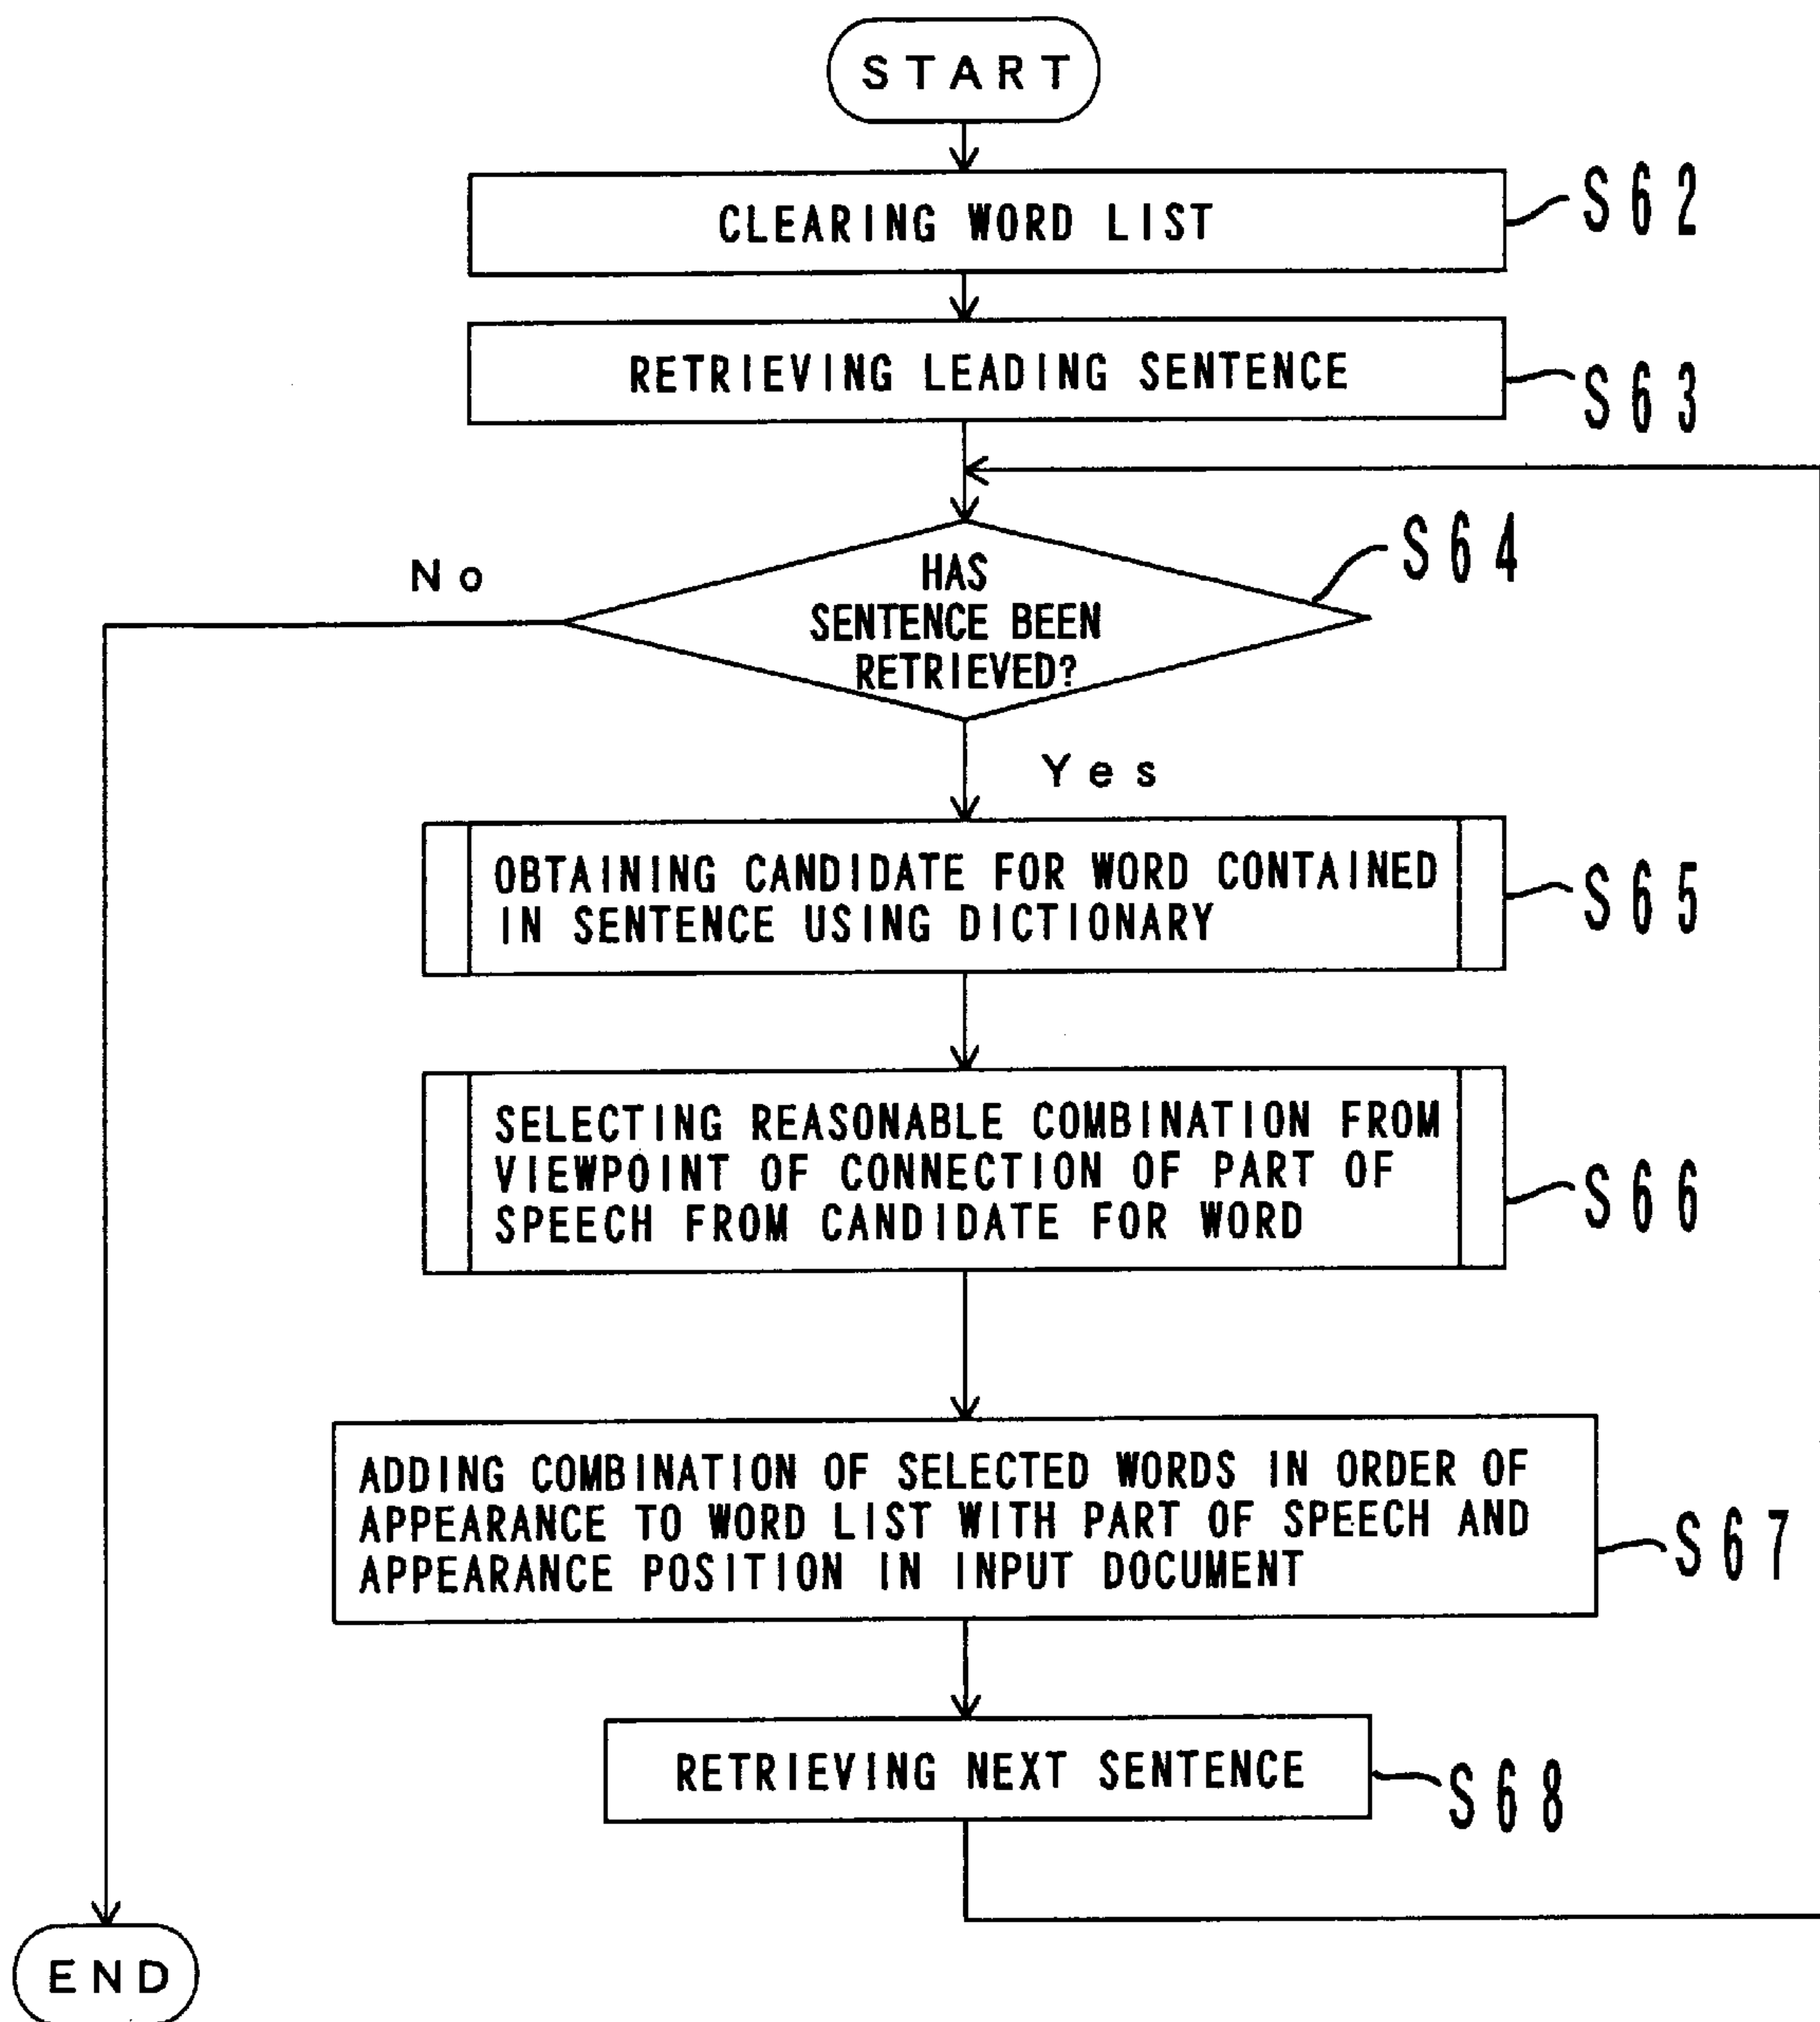 START
CLEARING WORD LIST
S62
RETRIEVING LEADING SENTENCE
S63
HAS
SENTENCE BEEN
RETRIEVED?
S64
No
Yes
OBTAINING CANDIDATE FOR WORD CONTAINED
IN SENTENCE USING DICTIONARY
S65
SELECTING REASONABLE COMBINATION FROM
VIEWPOINT OF CONNECTION OF PART OF
SPEECH FROM CANDIDATE FOR WORD
S66
ADDING COMBINATION OF SELECTED WORDS IN ORDER OF
APPEARANCE TO WORD LIST WITH PART OF SPEECH AND
APPEARANCE POSITION IN INPUT DOCUMENT
S67
RETRIEVING NEXT SENTENCE
S68
END